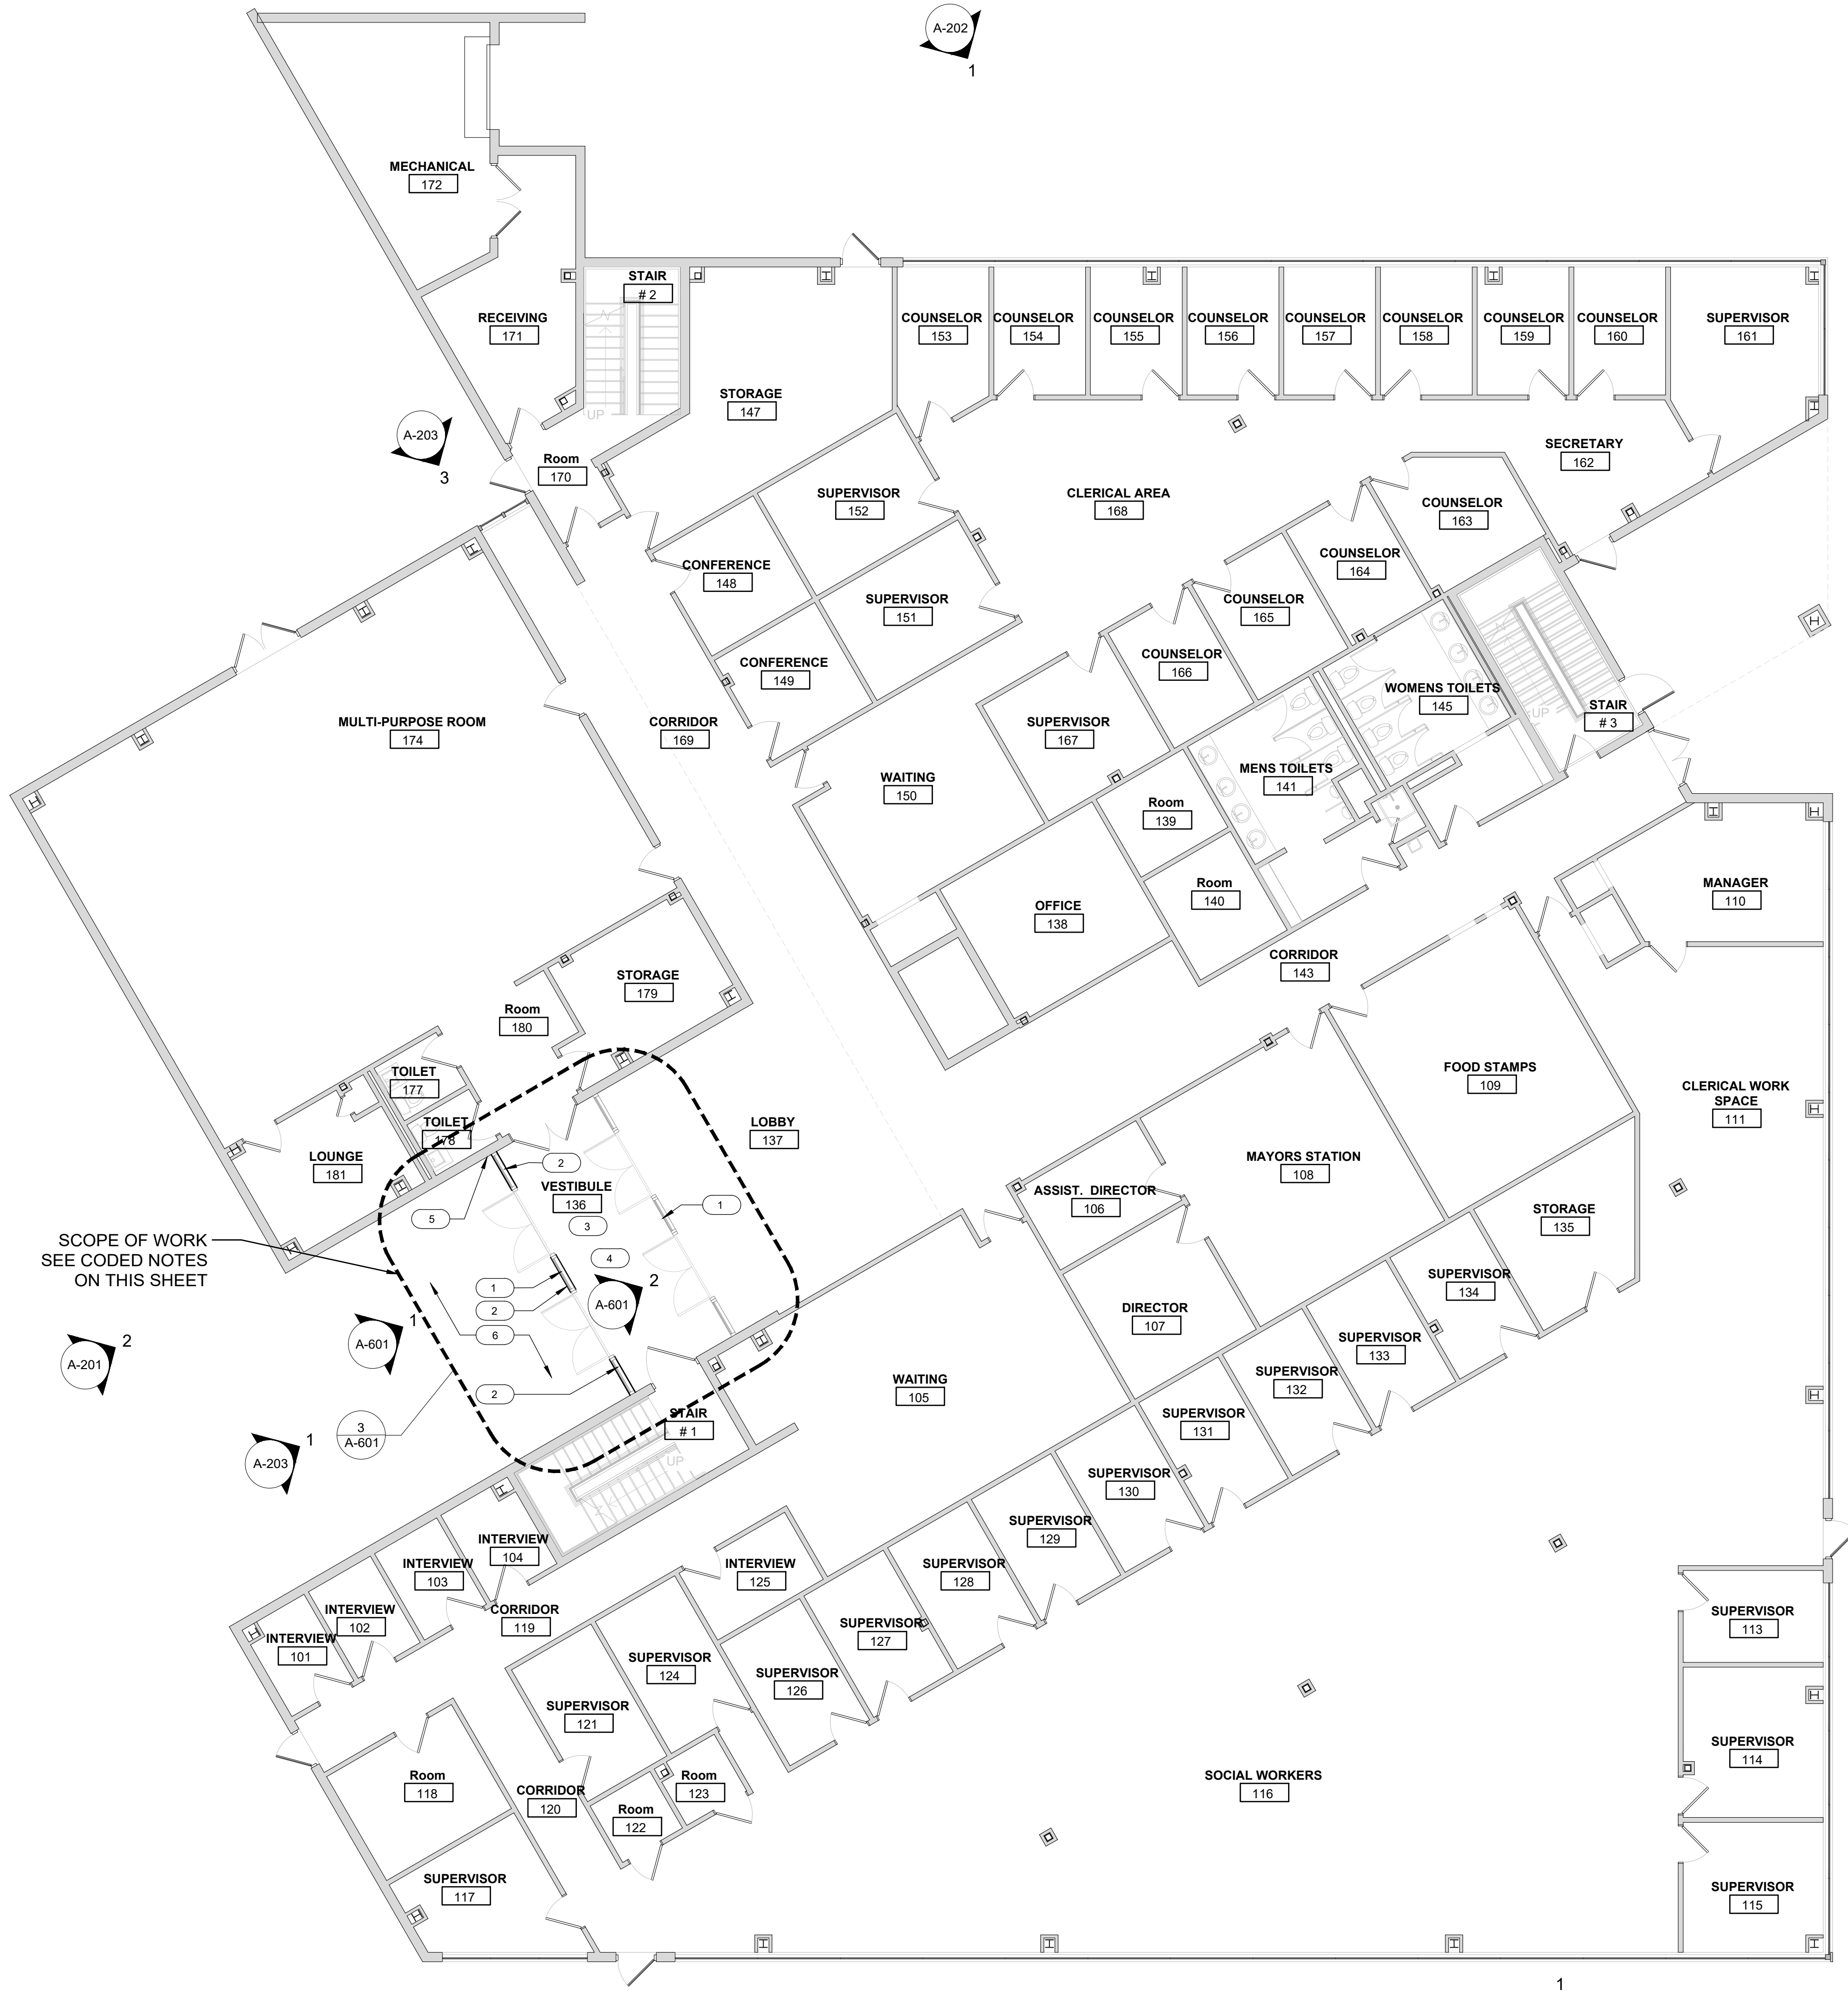 A-202
1
MECHANICAL
172
STAIR
# 2
RECEIVING
171
UP
COUNSELOR
153
COUNSELOR
154
COUNSELOR
155
COUNSELOR
156
COUNSELOR
157
COUNSELOR
158
COUNSELOR
159
COUNSELOR
160
SUPERVISOR
161
STORAGE
147
A-203
3
Room
170
SECRETARY
162
SUPERVISOR
152
CLERICAL AREA
168
COUNSELOR
163
CONFERENCE
148
COUNSELOR
164
SUPERVISOR
151
COUNSELOR
165
CONFERENCE
149
COUNSELOR
166
WOMENS TOILETS
145
UP
STAIR
# 3
MULTI-PURPOSE ROOM
174
CORRIDOR
169
SUPERVISOR
167
WAITING
150
MENS TOILETS
141
Room
139
Room
140
MANAGER
110
OFFICE
138
CORRIDOR
143
STORAGE
179
Room
180
TOILET
177
TOILET
178
LOBBY
137
FOOD STAMPS
109
CLERICAL WORK
SPACE
111
LOUNGE
181
2
VESTIBULE
136
5
3
1
4
MAYORS STATION
108
ASSIST. DIRECTOR
106
STORAGE
135
SCOPE OF WORK
SEE CODED NOTES
ON THIS SHEET
1
2
6
2
A-601
2
A-601
1
A-201
2
SUPERVISOR
134
DIRECTOR
107
SUPERVISOR
133
SUPERVISOR
132
WAITING
105
3
A-601
STAIR
# 1
UP
SUPERVISOR
131
A-203
1
SUPERVISOR
130
SUPERVISOR
129
INTERVIEW
104
INTERVIEW
103
INTERVIEW
102
INTERVIEW
101
CORRIDOR
119
INTERVIEW
125
SUPERVISOR
128
SUPERVISOR
127
SUPERVISOR
113
SUPERVISOR
124
SUPERVISOR
126
SUPERVISOR
121
SUPERVISOR
114
Room
118
CORRIDOR
120
Room
123
Room
122
SOCIAL WORKERS
116
SUPERVISOR
117
SUPERVISOR
115
1